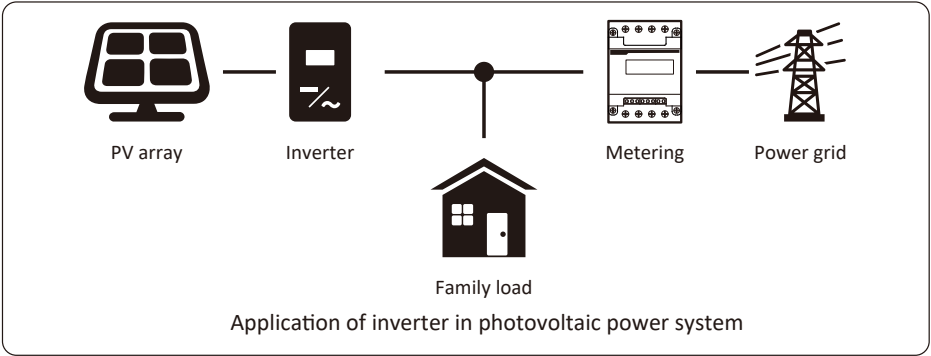 PV array
Inverter
Metering
Power grid
Family load
Application of inverter in photovoltaic power system